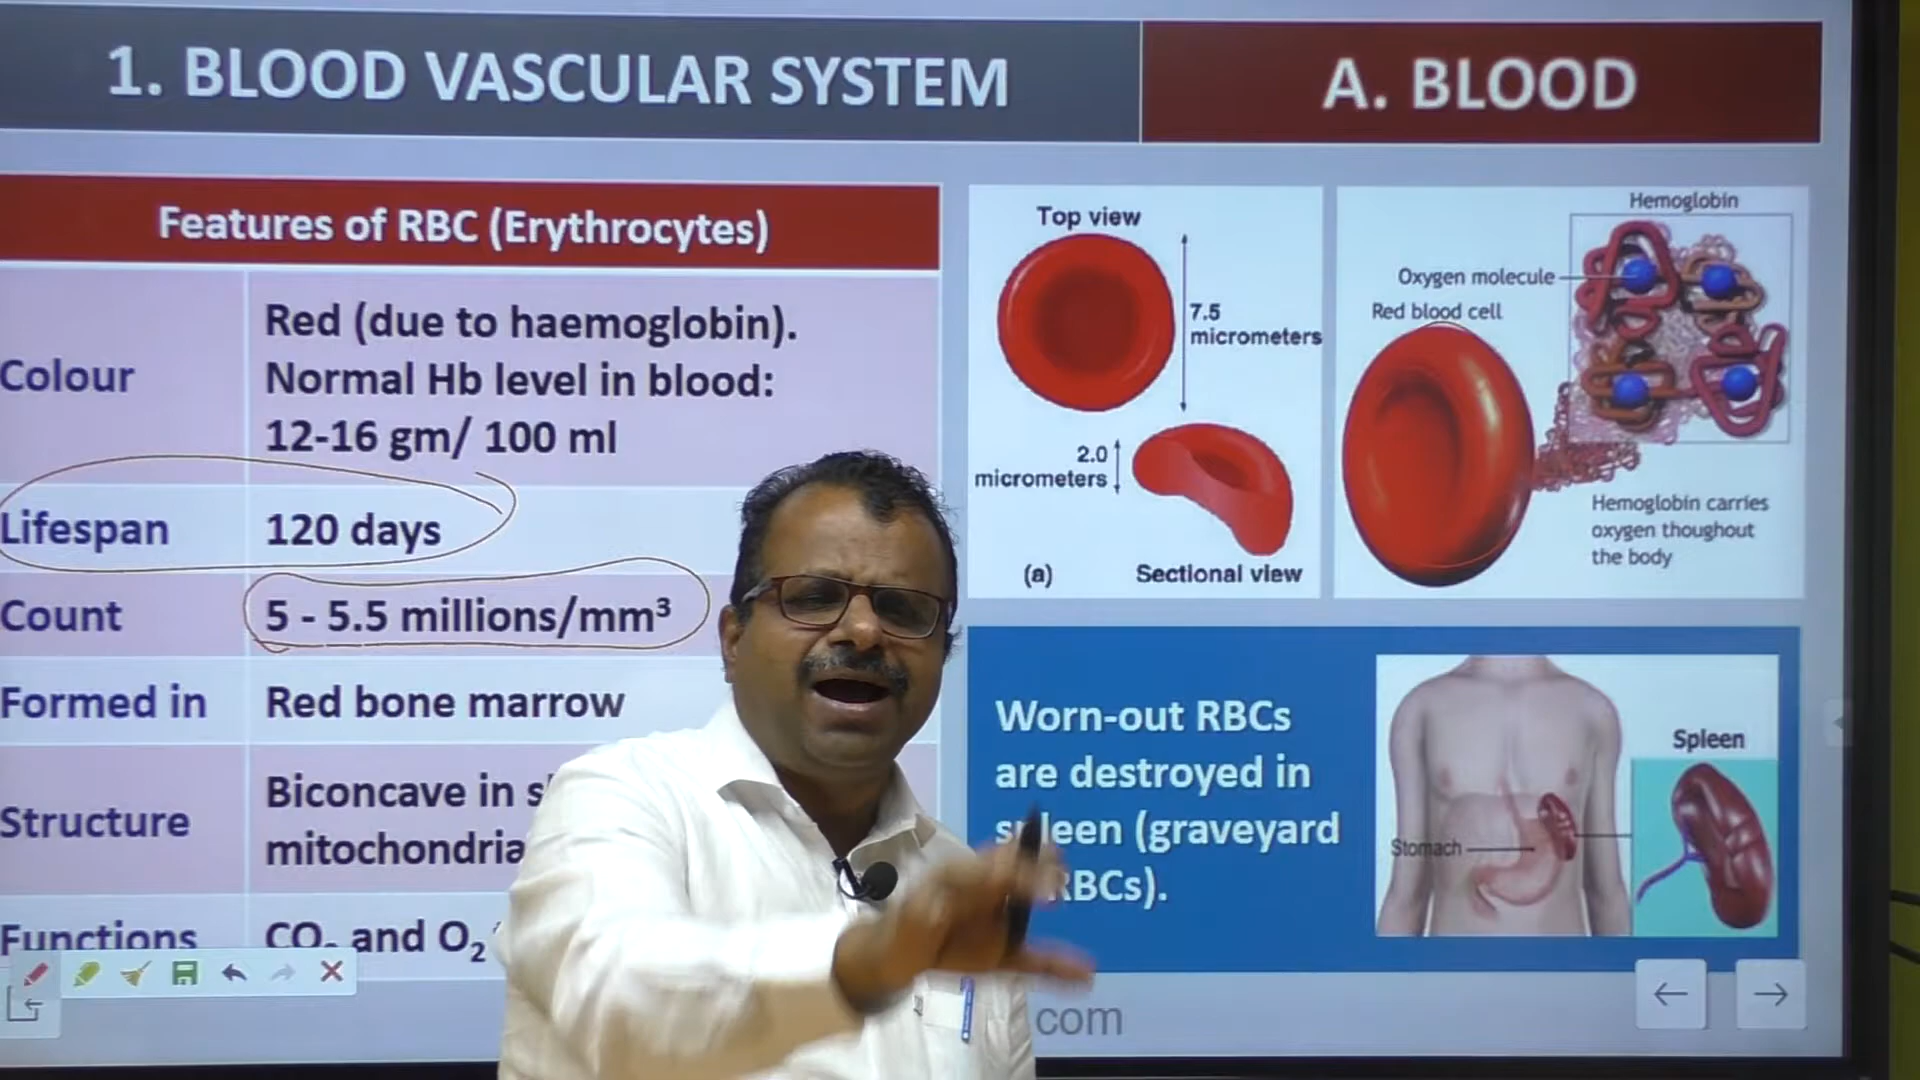 1. BLOOD VASCULAR SYSTEM
A. BLOOD
Features of RBC (Erythrocytes)
Colour
Red (due to haemoglobin).
Normal Hb level in blood:
12-16 gm/ 100 ml
Lifespan
120 days
Count
5 - 5.5 millions/mm³
Formed in
Red bone marrow
Structure
Biconcave in
mitochondria
Functions
CO₂ and O₂
Top view
7.5
micrometers
2.0
micrometers
(a)
Sectional view
Hemoglobin
Oxygen molecule
Red blood cell
Hemoglobin carries
oxygen thoughout
the body
Worn-out RBCs
are destroyed in
spleen (graveyard
RBCs).
Spleen
Stomach
com